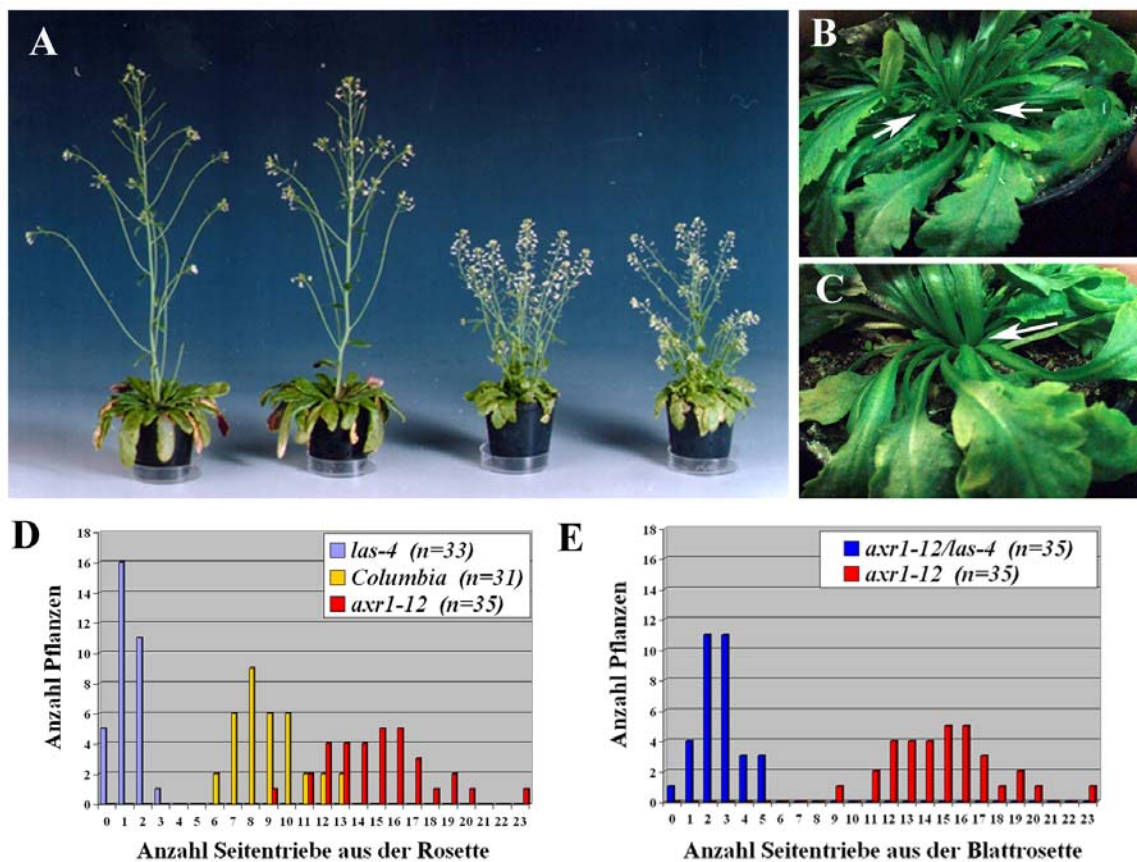 A
B
C
D
18
16
14
12
10
8
6
4
2
0
Anzahl Pflanzen
las-4 (n=33)
Columbia (n=31)
axr1-12 (n=35)
0 1 2 3 4 5 6 7 8 9 10 11 12 13 14 15 16 17 18 19 20 21 22 23
Anzahl Seitentriebe aus der Rosette
E
18
16
14
12
10
8
6
4
2
0
Anzahl Pflanzen
axr1-12/las-4 (n=35)
axr1-12 (n=35)
0 1 2 3 4 5 6 7 8 9 10 11 12 13 14 15 16 17 18 19 20 21 22 23
Anzahl Seitentriebe aus der Blattrosette